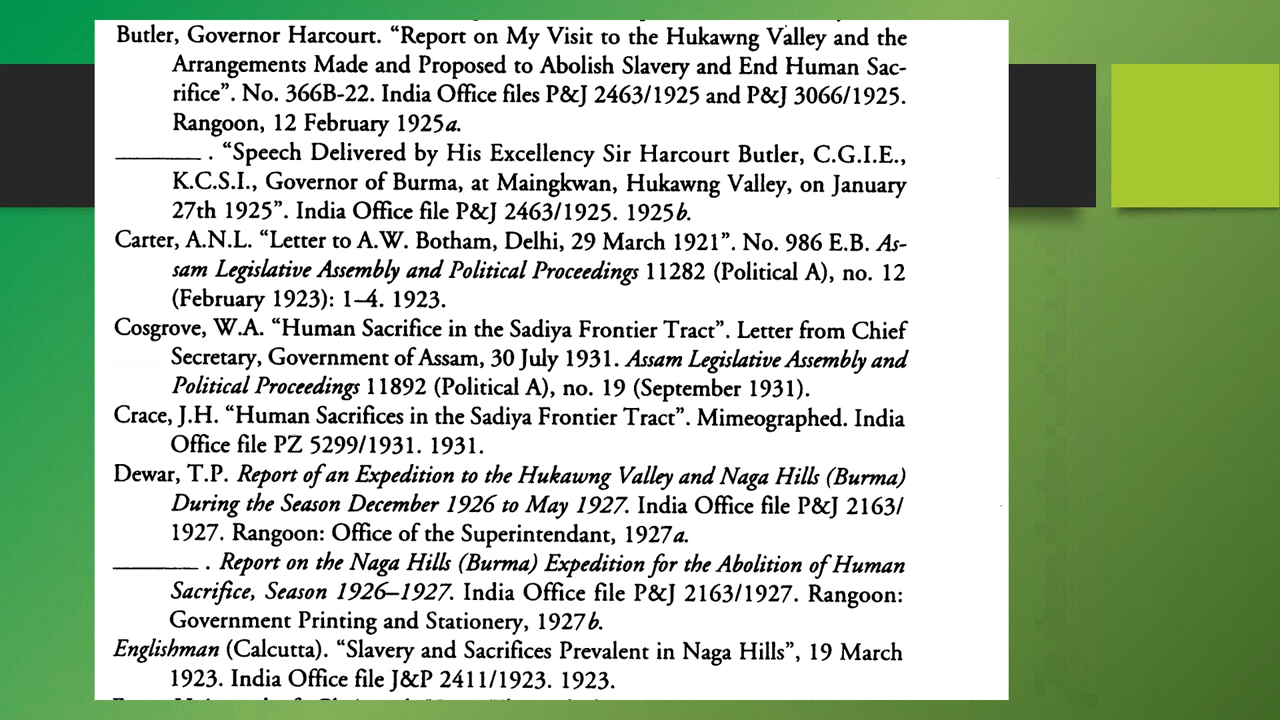 Butler, Governor Harcourt. “Report on My Visit to the Hukawng Valley and the
Arrangements Made and Proposed to Abolish Slavery and End Human Sac-
rifice”. No. 366B-22. India Office files P&J 2463/1925 and P&J 3066/1925.
Rangoon, 12 February 1925a.
_______ . “Speech Delivered by His Excellency Sir Harcourt Butler, C.G.I.E.,
K.C.S.I., Governor of Burma, at Maingkwan, Hukawng Valley, on January
27th 1925”. India Office file P&J 2463/1925. 1925b.
Carter, A.N.L. “Letter to A.W. Botham, Delhi, 29 March 1921”. No. 986 E.B. As-
sam Legislative Assembly and Political Proceedings 11282 (Political A), no. 12
(February 1923): 1–4. 1923.
Cosgrove, W.A. “Human Sacrifice in the Sadiya Frontier Tract”. Letter from Chief
Secretary, Government of Assam, 30 July 1931. Assam Legislative Assembly and
Political Proceedings 11892 (Political A), no. 19 (September 1931).
Crace, J.H. “Human Sacrifices in the Sadiya Frontier Tract”. Mimeographed. India
Office file PZ 5299/1931. 1931.
Dewar, T.P. Report of an Expedition to the Hukawng Valley and Naga Hills (Burma)
During the Season December 1926 to May 1927. India Office file P&J 2163/
1927. Rangoon: Office of the Superintendant, 1927a.
_______ . Report on the Naga Hills (Burma) Expedition for the Abolition of Human
Sacrifice, Season 1926–1927. India Office file P&J 2163/1927. Rangoon:
Government Printing and Stationery, 1927b.
Englishman (Calcutta). “Slavery and Sacrifices Prevalent in Naga Hills”, 19 March
1923. India Office file J&P 2411/1923. 1923.